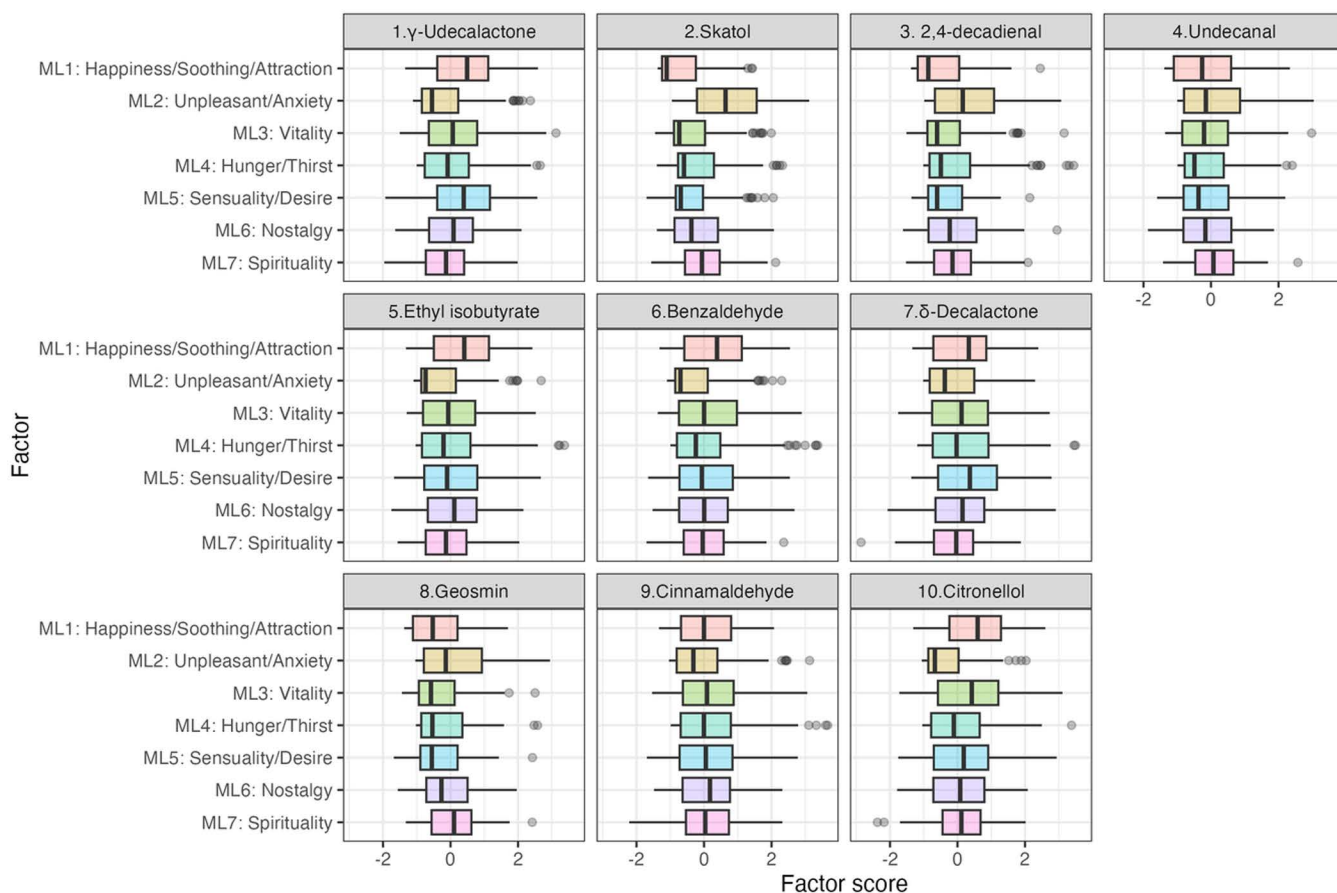 1.γ-Udecalactone
2.Skatol
3. 2,4-decadienal
4.Undecanal
ML1: Happiness/Soothing/Attraction
ML2: Unpleasant/Anxiety
ML3: Vitality
ML4: Hunger/Thirst
ML5: Sensuality/Desire
ML6: Nostalgy
ML7: Spirituality
-2 0 2
5.Ethyl isobutyrate
6.Benzaldehyde
7.δ-Decalactone
ML1: Happiness/Soothing/Attraction
ML2: Unpleasant/Anxiety
ML3: Vitality
ML4: Hunger/Thirst
ML5: Sensuality/Desire
ML6: Nostalgy
ML7: Spirituality
Factor
8.Geosmin
9.Cinnamaldehyde
10.Citronellol
ML1: Happiness/Soothing/Attraction
ML2: Unpleasant/Anxiety
ML3: Vitality
ML4: Hunger/Thirst
ML5: Sensuality/Desire
ML6: Nostalgy
ML7: Spirituality
-2 0 2
-2 0 2
-2 0 2
Factor score